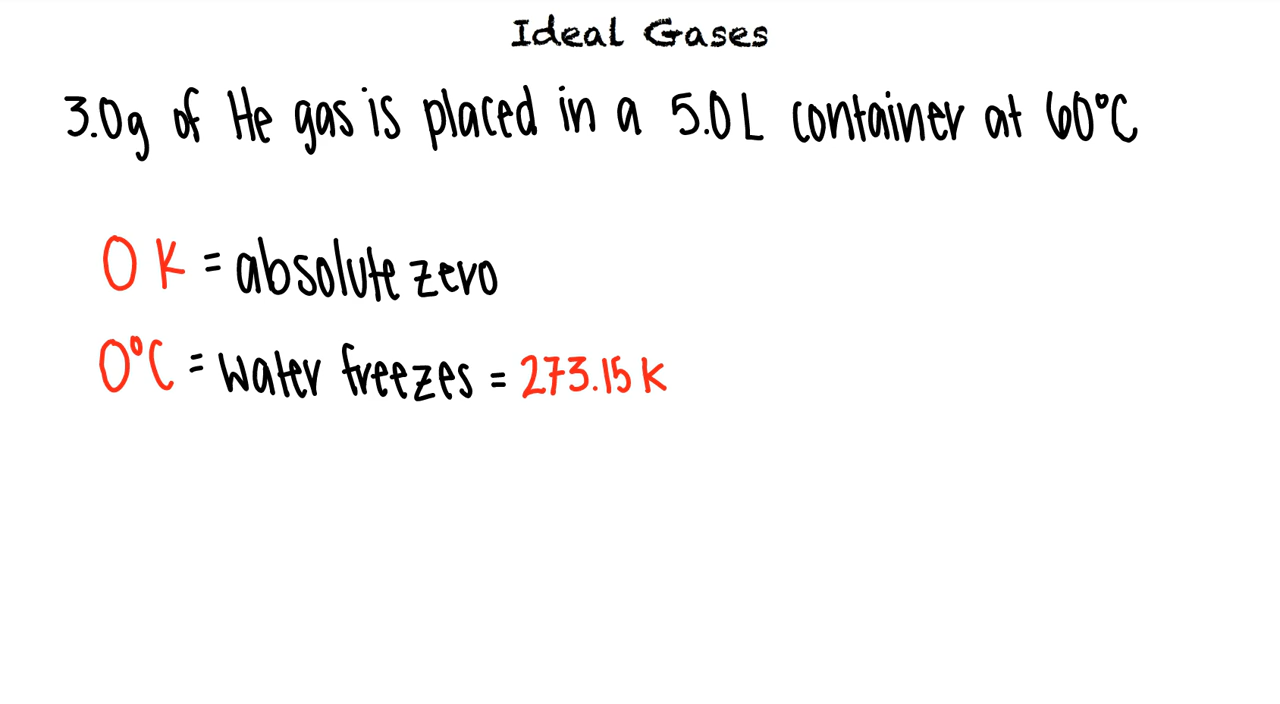 Ideal Gases
3.0g of He gas is placed in a 5.0L container at 60°C
0 K = absolute zero
0°C = water freezes = 273.15 K